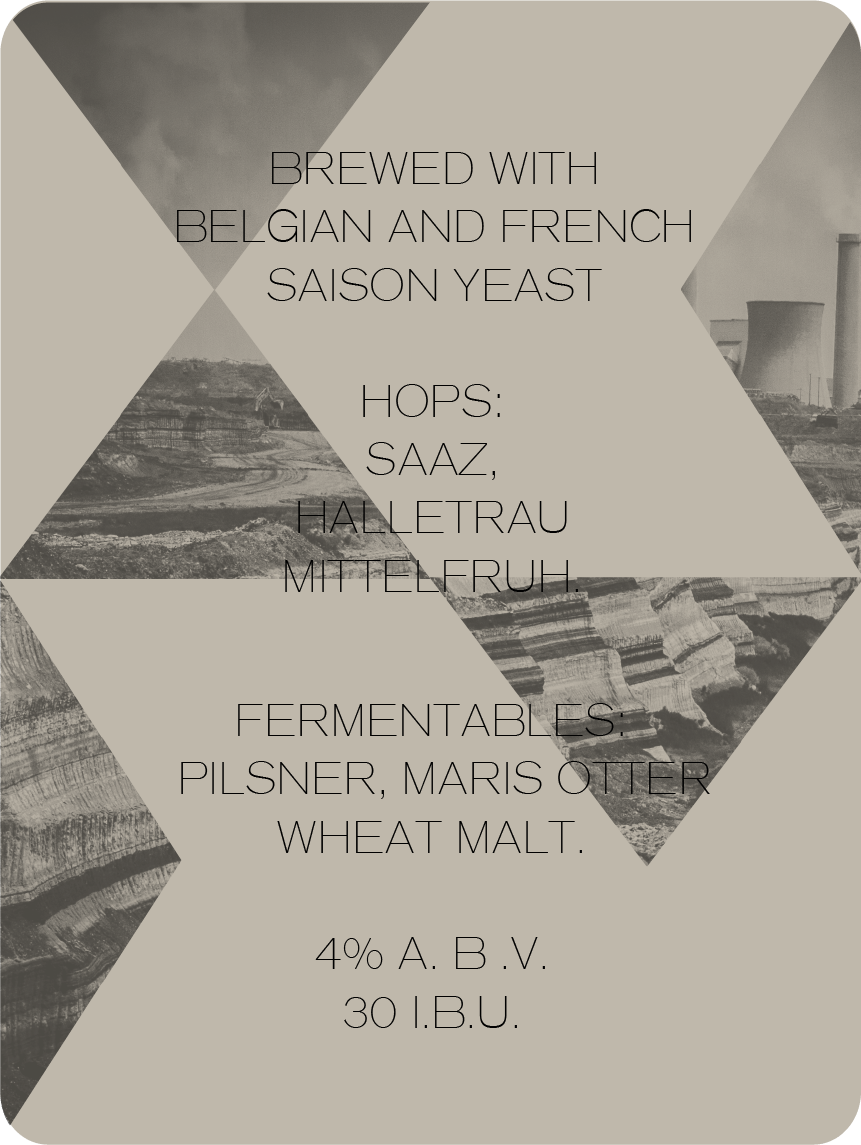 BREWED WITH
BELGIAN AND FRENCH
SAISON YEAST
HOPS:
SAAZ,
HALLETRAU
MITTELFRUH.
FERMENTABLES:
PILSNER, MARIS OTTER
WHEAT MALT.
4% A. B .V.
30 I.B.U.